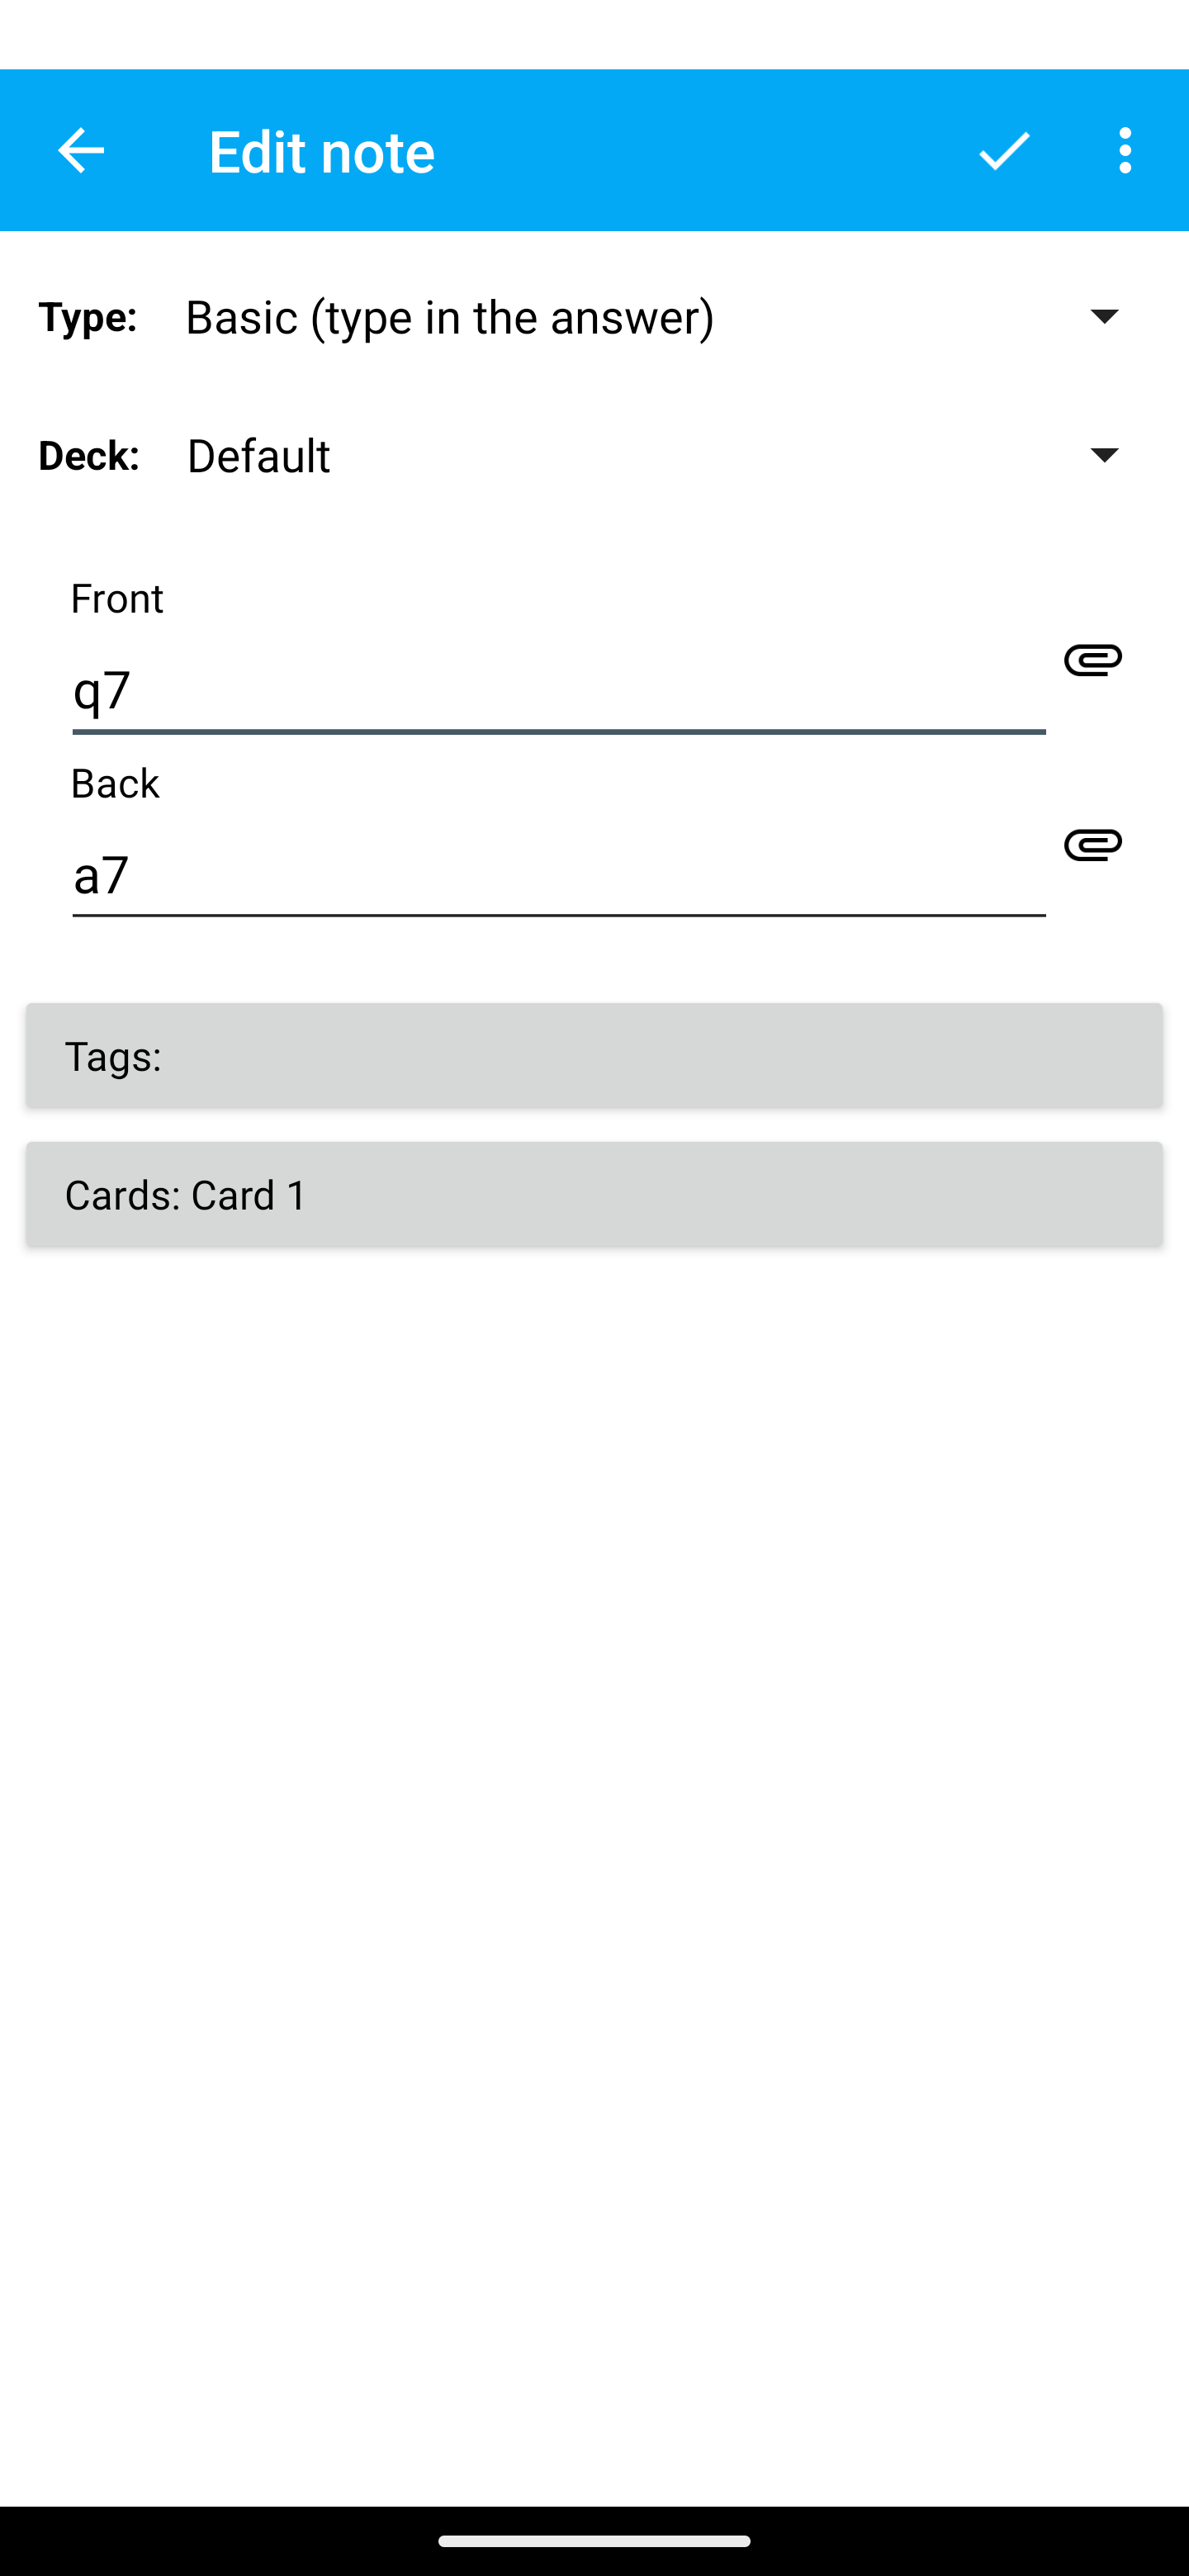 Edit note
Type: Basic (type in the answer)
Deck: Default
Front
q7
Back
a7
Tags:
Cards: Card 1